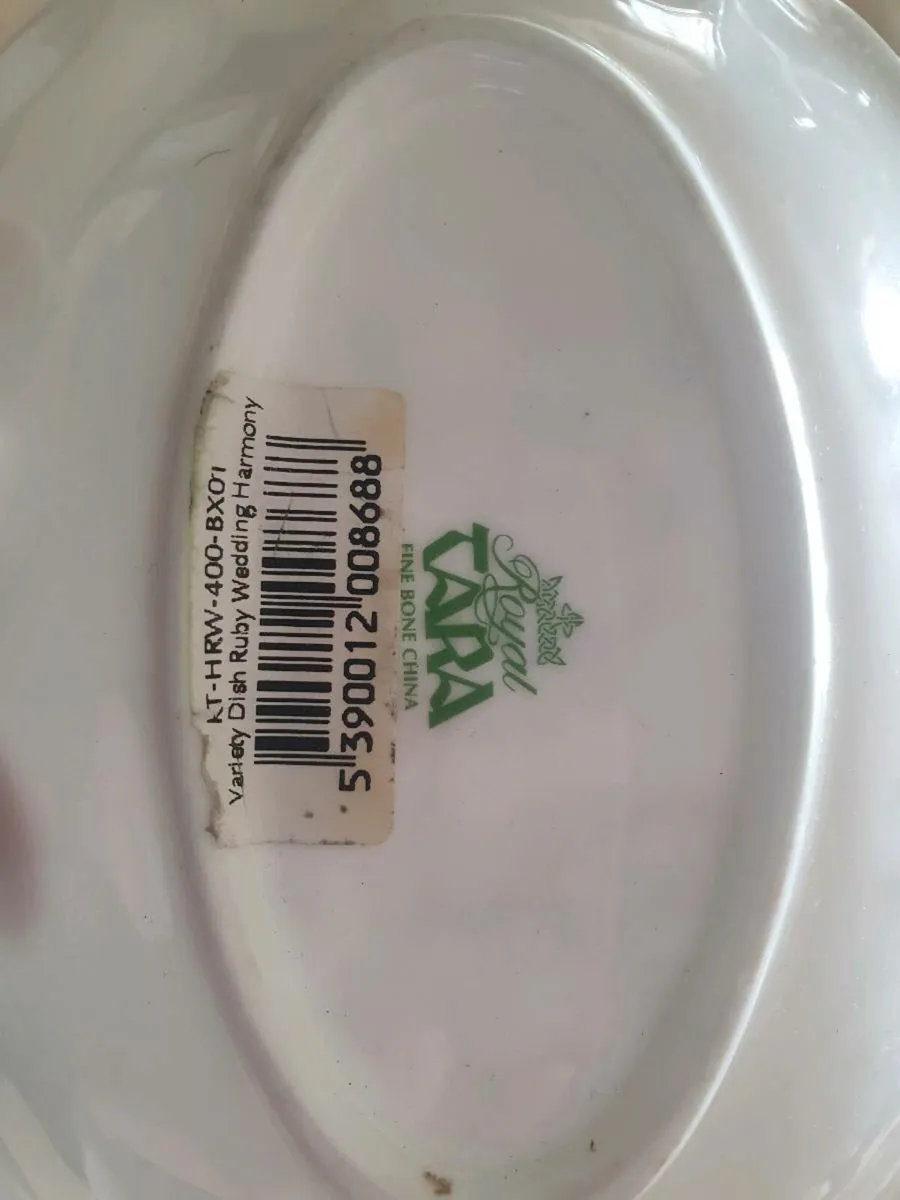 KT-HRW-400-BX01
Variety Dish Ruby Wedding Harmony
5 390012 008688
Royal
TARA
FINE BONE CHINA